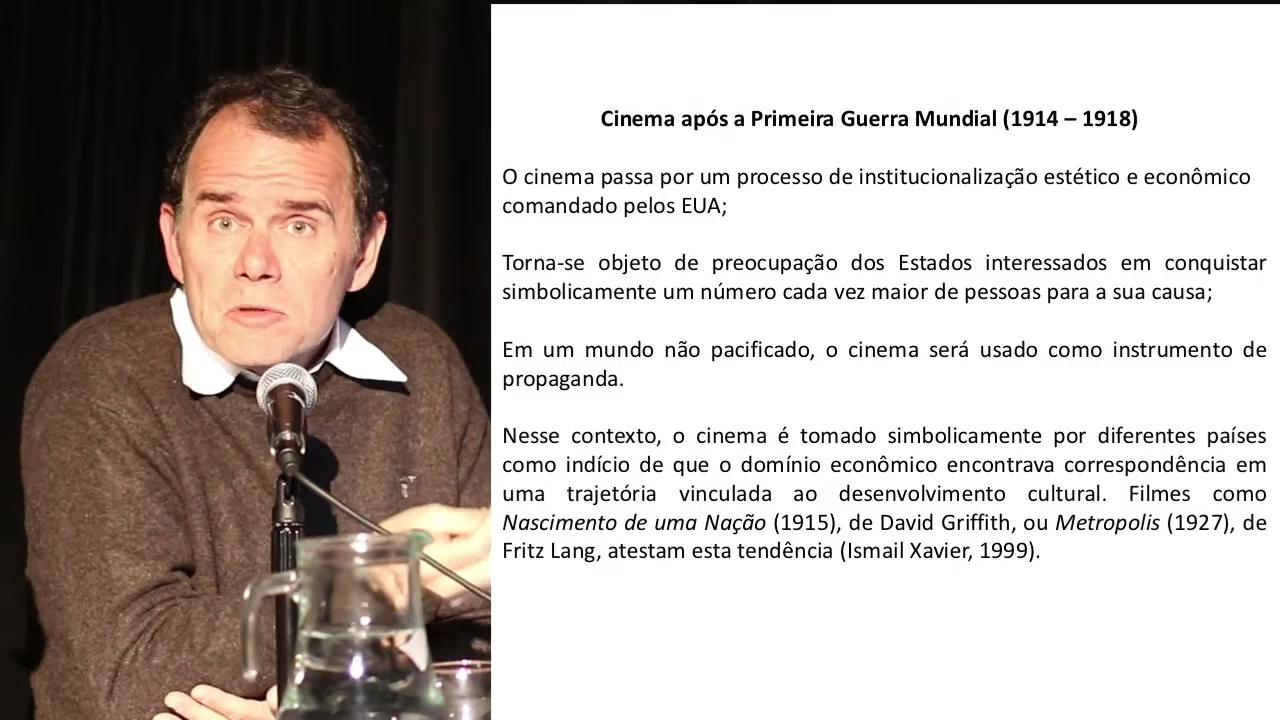 Cinema após a Primeira Guerra Mundial (1914 – 1918)
O cinema passa por um processo de institucionalização estético e econômico
comandado pelos EUA;
Torna-se objeto de preocupação dos Estados interessados em conquistar
simbolicamente um número cada vez maior de pessoas para a sua causa;
Em um mundo não pacificado, o cinema será usado como instrumento de
propaganda.
Nesse contexto, o cinema é tomado simbolicamente por diferentes países
como indício de que o domínio econômico encontrava correspondência em
uma trajetória vinculada ao desenvolvimento cultural. Filmes como
Nascimento de uma Nação (1915), de David Griffith, ou Metropolis (1927), de
Fritz Lang, atestam esta tendência (Ismail Xavier, 1999).